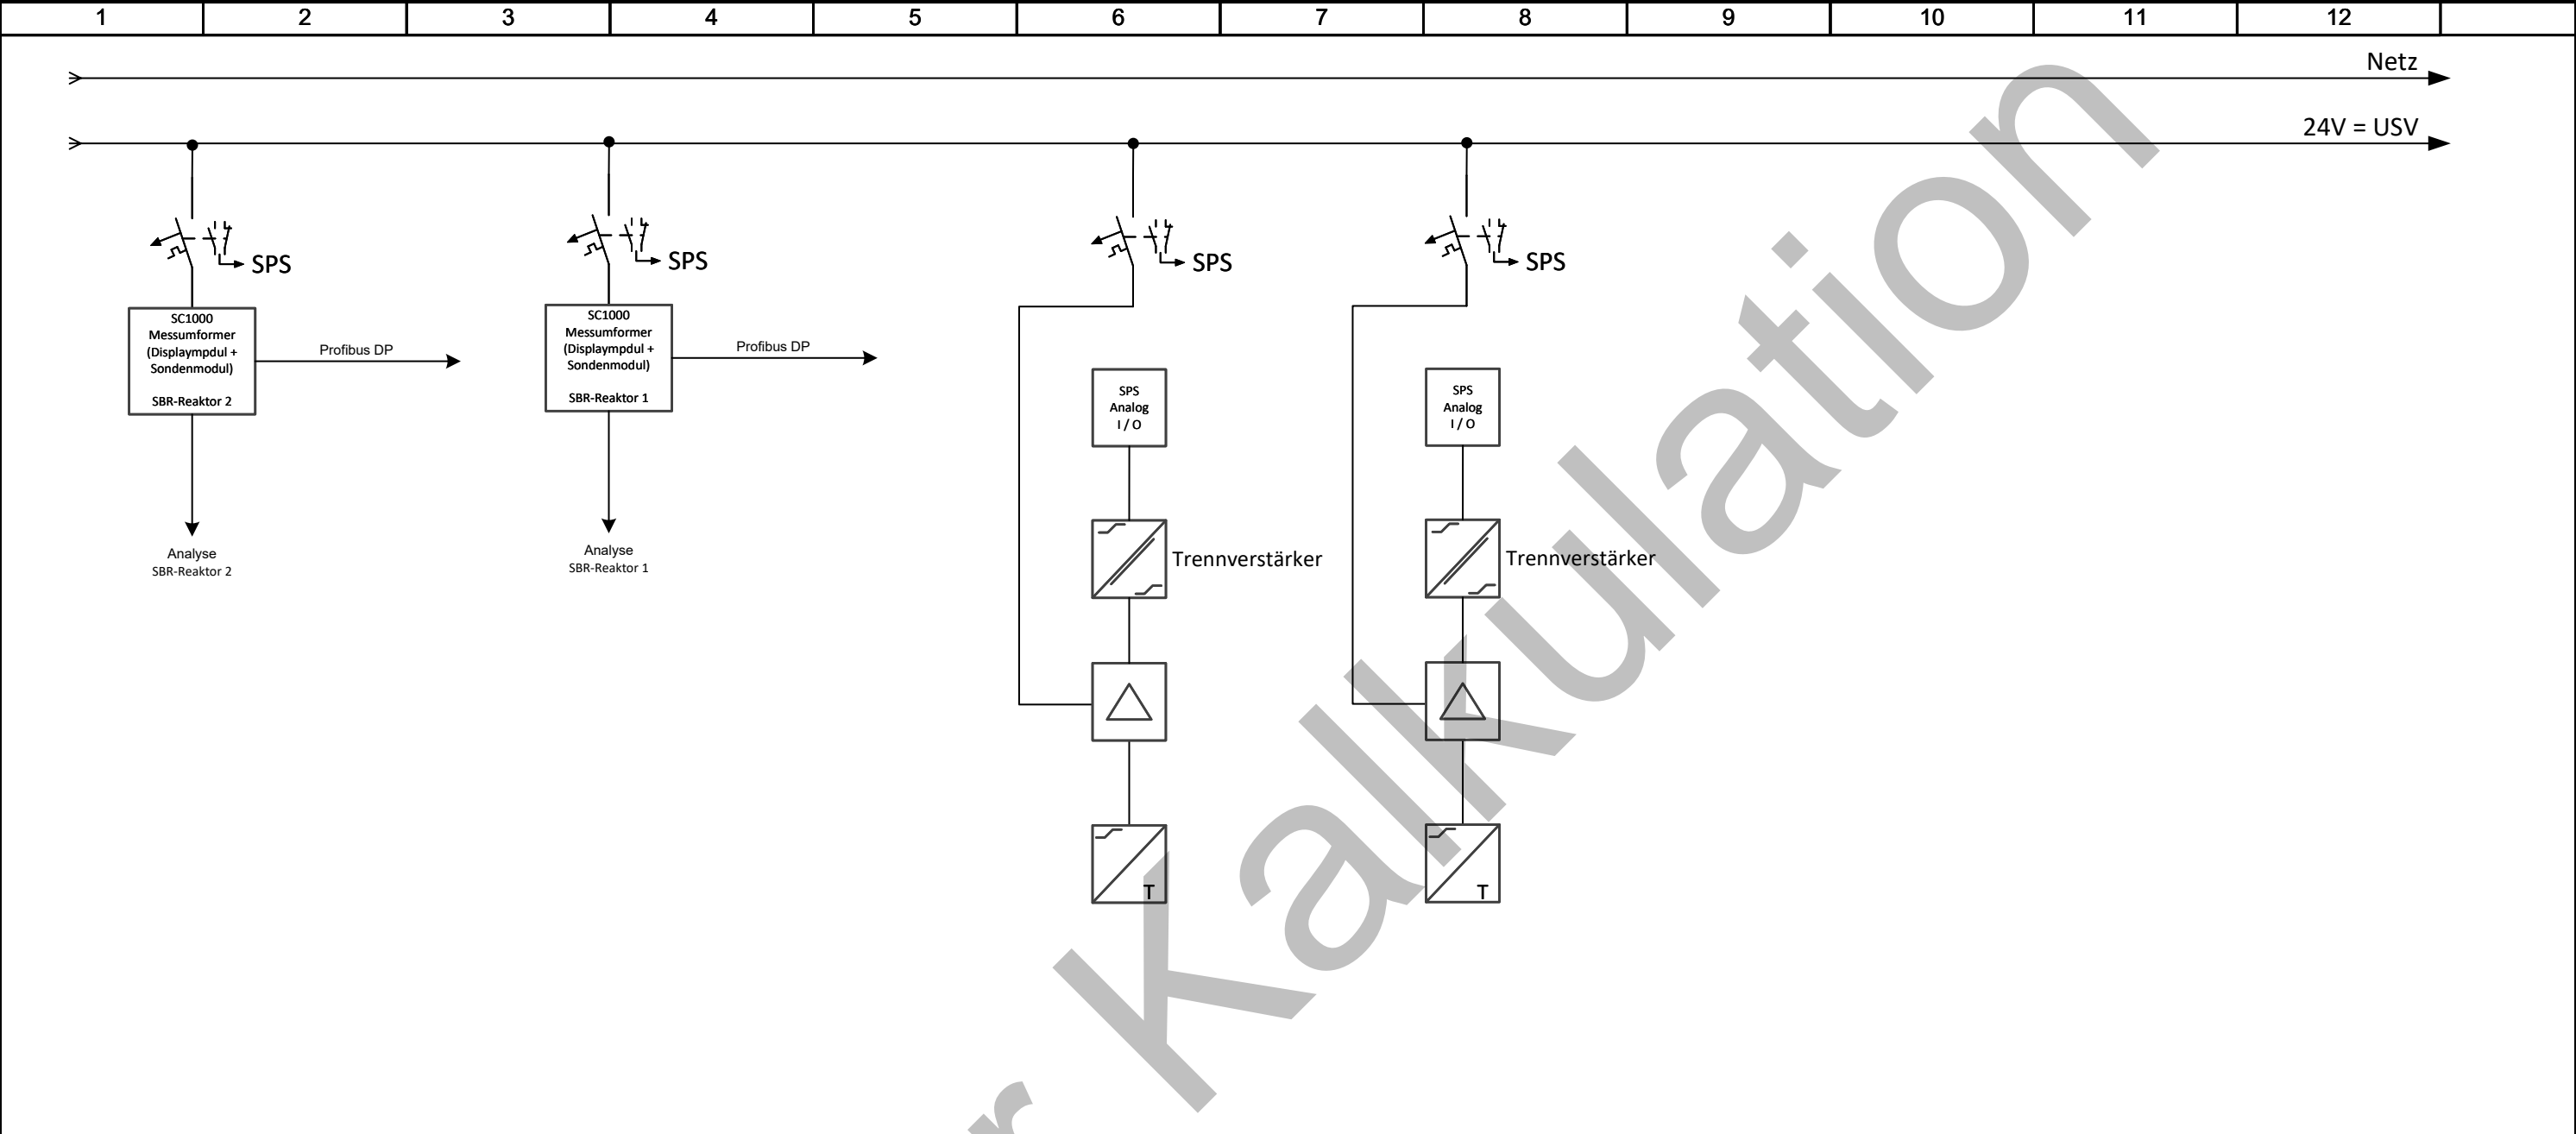 1 2 3 4 5 6 7 8 9 10 11 12
Netz
24V = USV
SPS
SPS
SPS
SPS
SC1000
Messumformer
(Displaympdul +
Sondenmodul)
SBR-Reaktor 2
Profibus DP
Analyse
SBR-Reaktor 2
SC1000
Messumformer
(Displaympdul +
Sondenmodul)
SBR-Reaktor 1
Profibus DP
Analyse
SBR-Reaktor 1
SPS
Analog
I / O
Trennverstärker
T
SPS
Analog
I / O
Trennverstärker
T
r Kalkulation